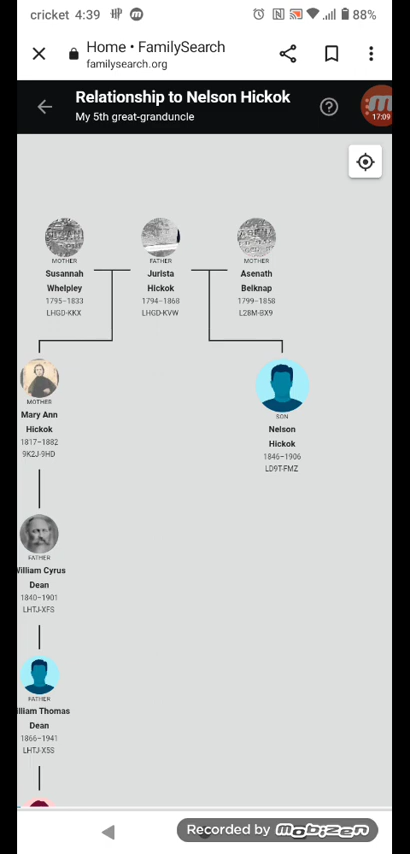 cricket 4:39
88%
Home • FamilySearch
familysearch.org
Relationship to Nelson Hickok
My 5th great-granduncle
17:09
MOTHER
Susannah
Whelpley
1795–1833
LHGD-KKX
FATHER
Jurista
Hickok
1794–1868
LHGD-KVW
MOTHER
Asenath
Belknap
1799–1858
L28M-BX9
MOTHER
Mary Ann
Hickok
1817–1882
9K2J-9HD
SON
Nelson
Hickok
1846–1906
LD9T-FMZ
FATHER
William Cyrus
Dean
1840–1901
LHTJ-XFS
FATHER
illiam Thomas
Dean
1866–1941
LHTJ-X5S
Recorded by mobizen